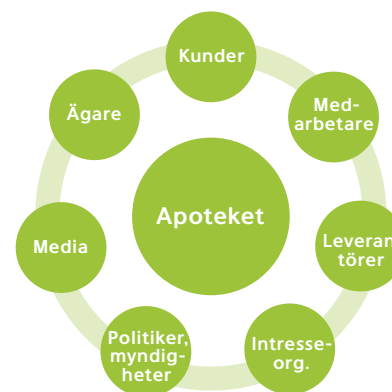 Kunder
Med-
arbetare
Leveran
törer
Intresse-
org.
Politiker,
myndig-
heter
Media
Ägare
Apoteket